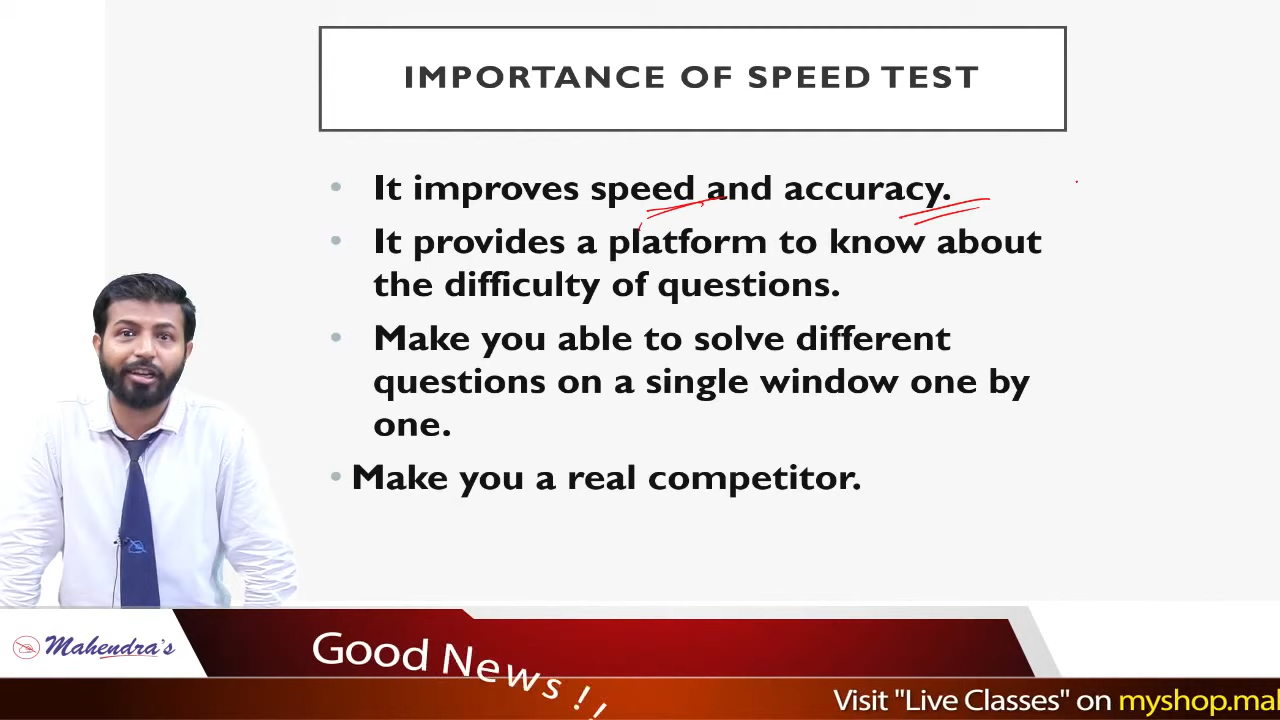 IMPORTANCE OF SPEED TEST
• It improves speed and accuracy.
• It provides a platform to know about
the difficulty of questions.
• Make you able to solve different
questions on a single window one by
one.
• Make you a real competitor.
Mahendra's
Good News !!
Visit "Live Classes" on myshop.mal